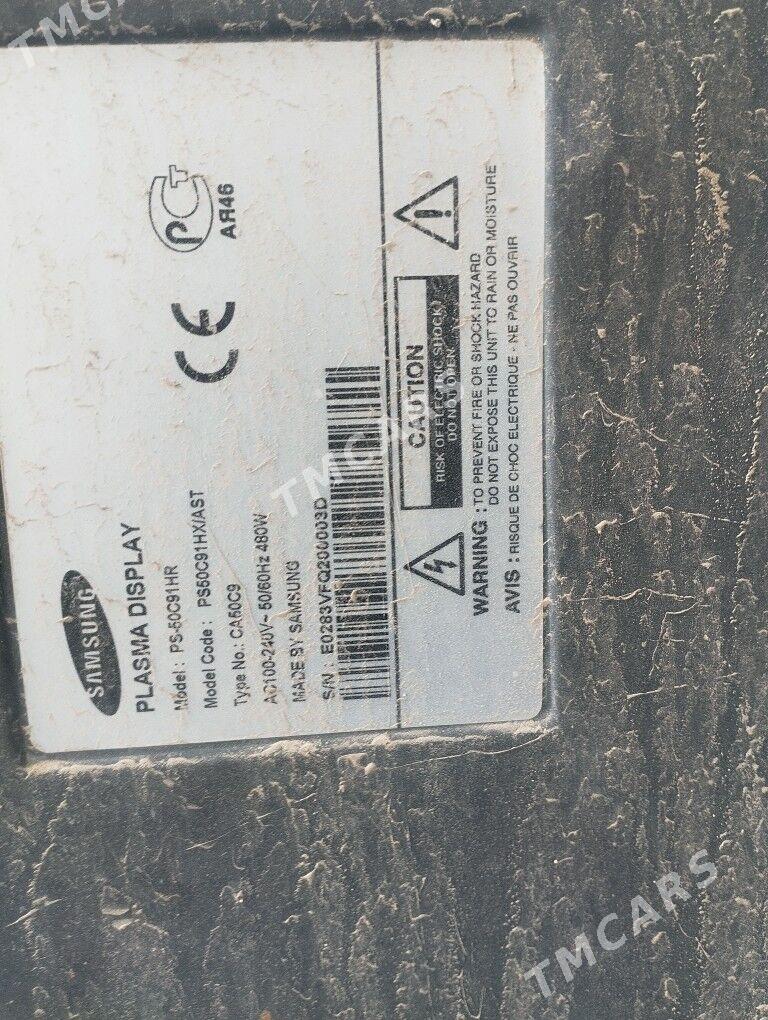 SAMSUNG
PLASMA DISPLAY
Model : PS-50C91HR
Model Code : PS50C91HX/AST
Type No.: CA50C9
AC100-240V~ 50/60Hz 480W
MADE BY SAMSUNG
S/N : E0283VFQ200003D
CE
PCT
АЯ46
CAUTION
RISK OF ELECTRIC SHOCK
DO NOT OPEN
WARNING : TO PREVENT FIRE OR SHOCK HAZARD
DO NOT EXPOSE THIS UNIT TO RAIN OR MOISTURE
AVIS : RISQUE DE CHOC ELECTRIQUE - NE PAS OUVRIR
TMCARS
TMCARS
TMCARS